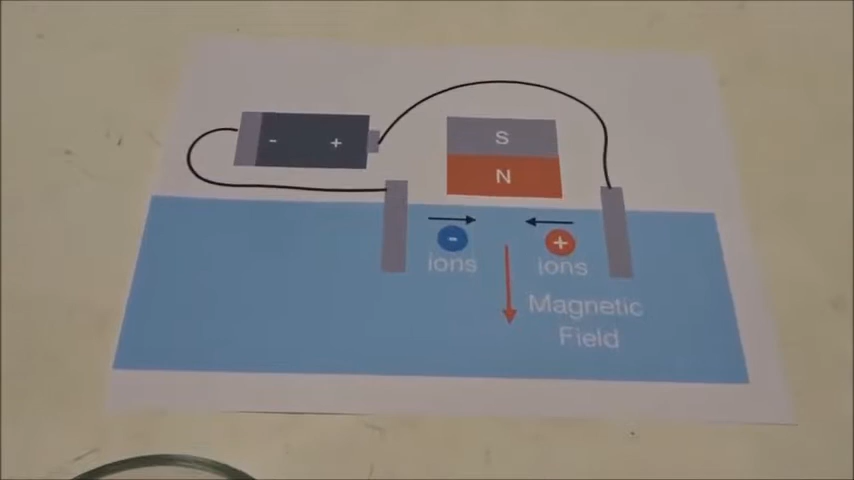 - +
S
N
- +
ions ions
Magnetic
Field